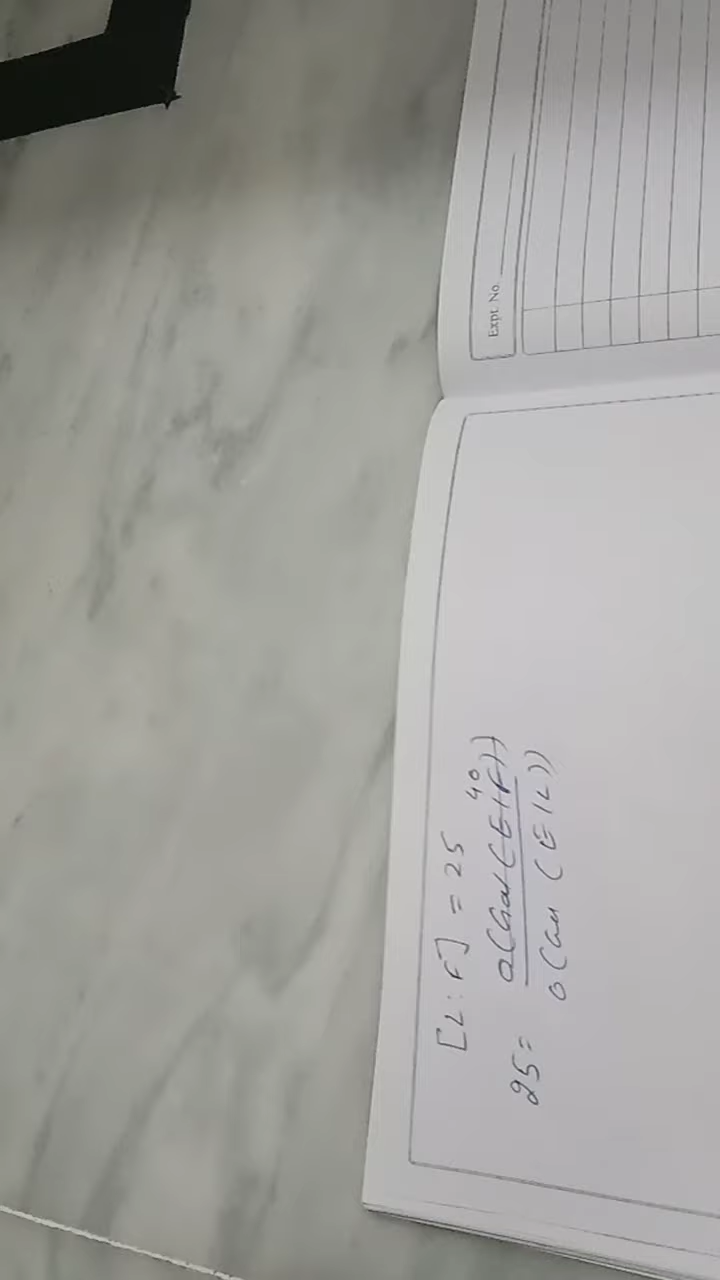 [L:F] = 25
40
25 = o(Gal(E|F))
o(Gal(E|L))
Expt. No.